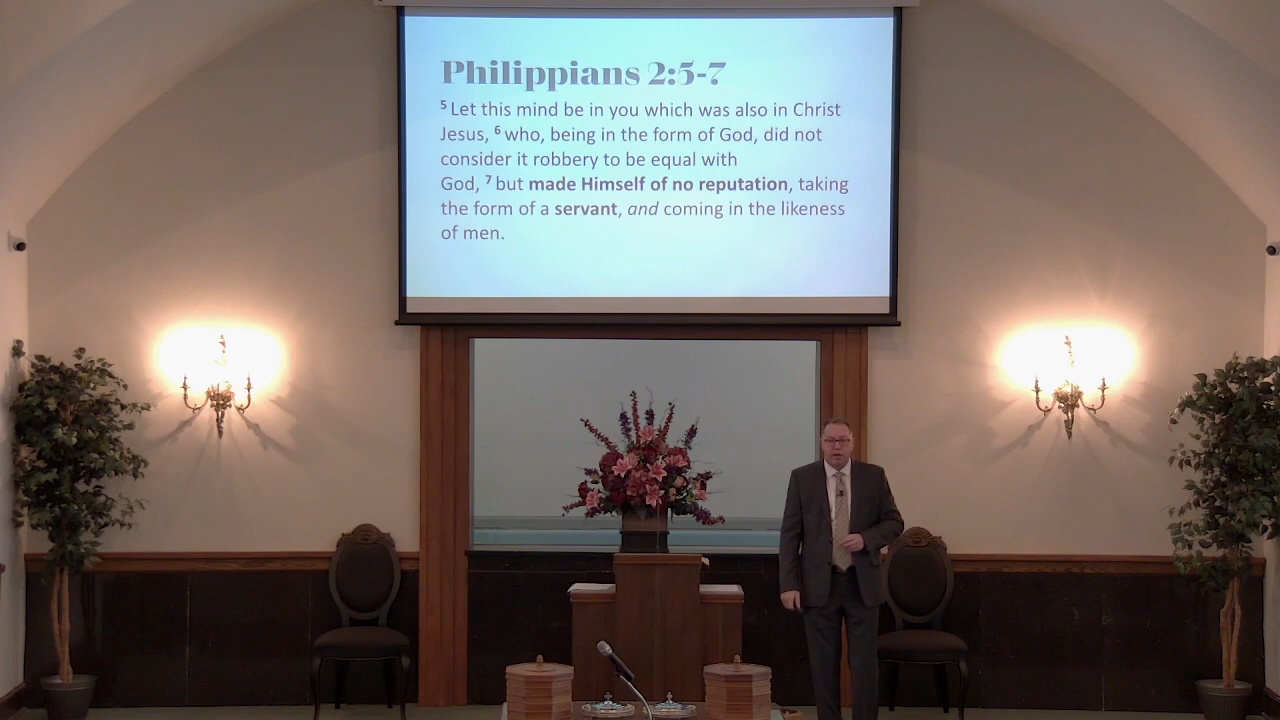 Philippians 2:5-7
⁵ Let this mind be in you which was also in Christ
Jesus, ⁶ who, being in the form of God, did not
consider it robbery to be equal with
God, ⁷ but made Himself of no reputation, taking
the form of a servant, and coming in the likeness
of men.